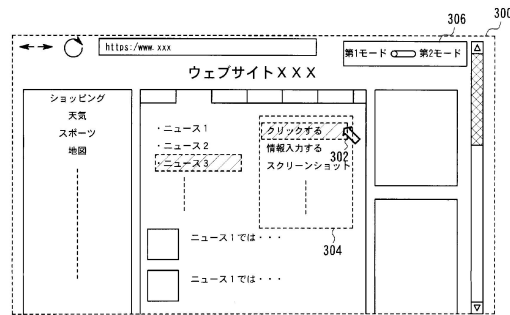 306
300
https:/www. xxx
第1モード 第2モード
ウェブサイトXXX
ショッピング
天気
スポーツ
地図
・ニュース1
・ニュース2
・ニュース3
クリックする
302
情報入力する
スクリーンショット
304
ニュース1では・・・
ニュース1では・・・